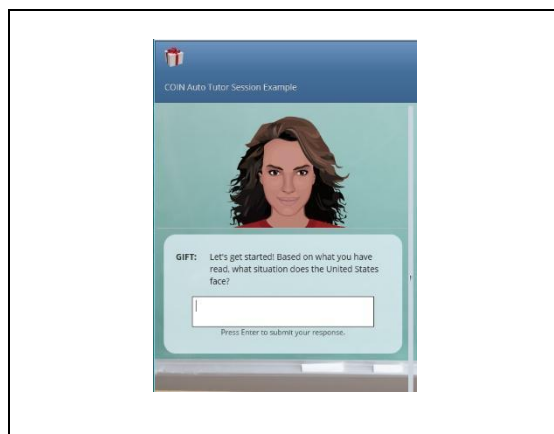 COIN Auto Tutor Session Example
GIFT: Let's get started! Based on what you have
read, what situation does the United States
face?
Press Enter to submit your response.